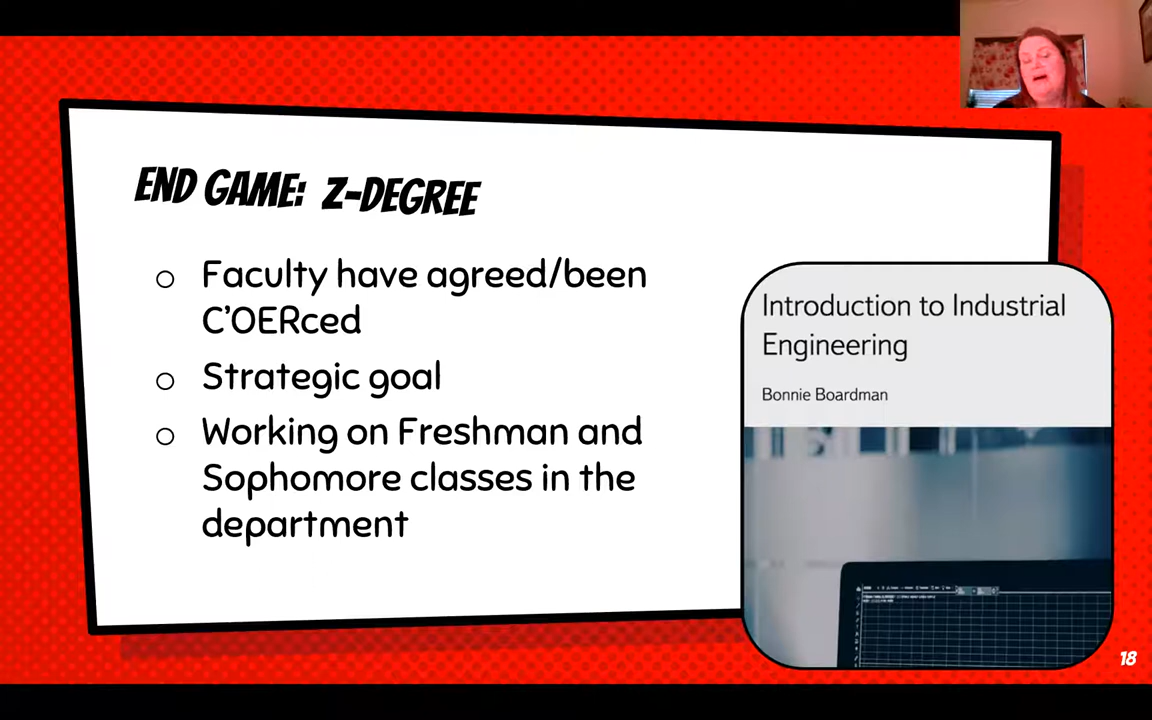 END GAME: Z-DEGREE
Faculty have agreed/been
C'OERced
Strategic goal
Working on Freshman and
Sophomore classes in the
department
Introduction to Industrial
Engineering
Bonnie Boardman
18